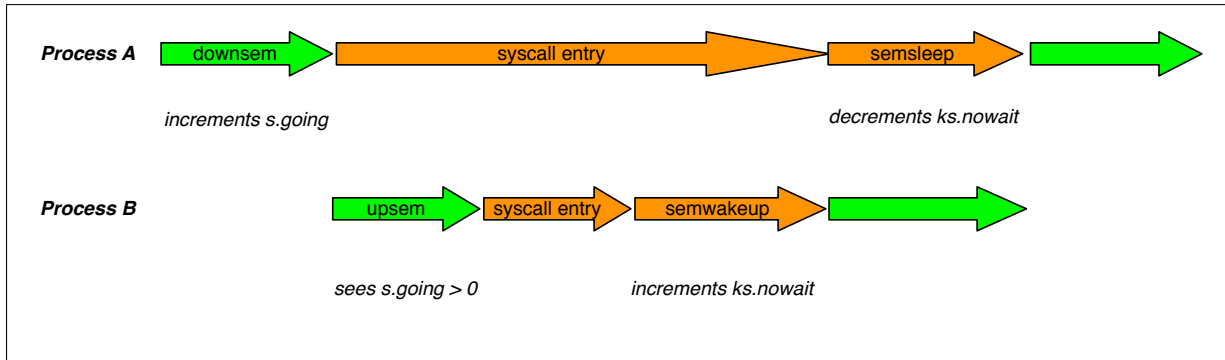 Process A
downsem
syscall entry
semsleep
increments s.going
decrements ks.nowait
Process B
upsem
syscall entry
semwakeup
sees s.going > 0
increments ks.nowait